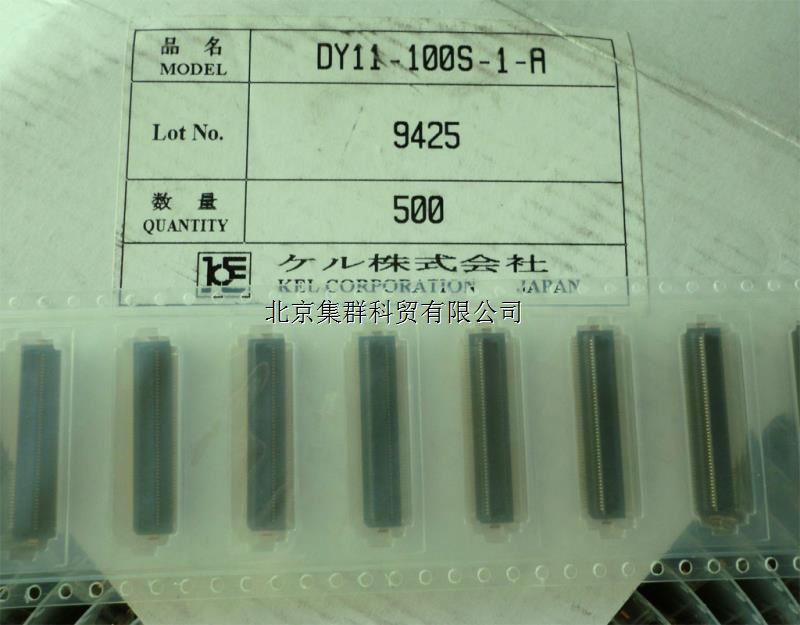 品名 DY11-100S-1-A
MODEL
Lot No. 9425
数量 500
QUANTITY
ケル株式会社
KEL CORPORATION JAPAN
北京集群科贸有限公司